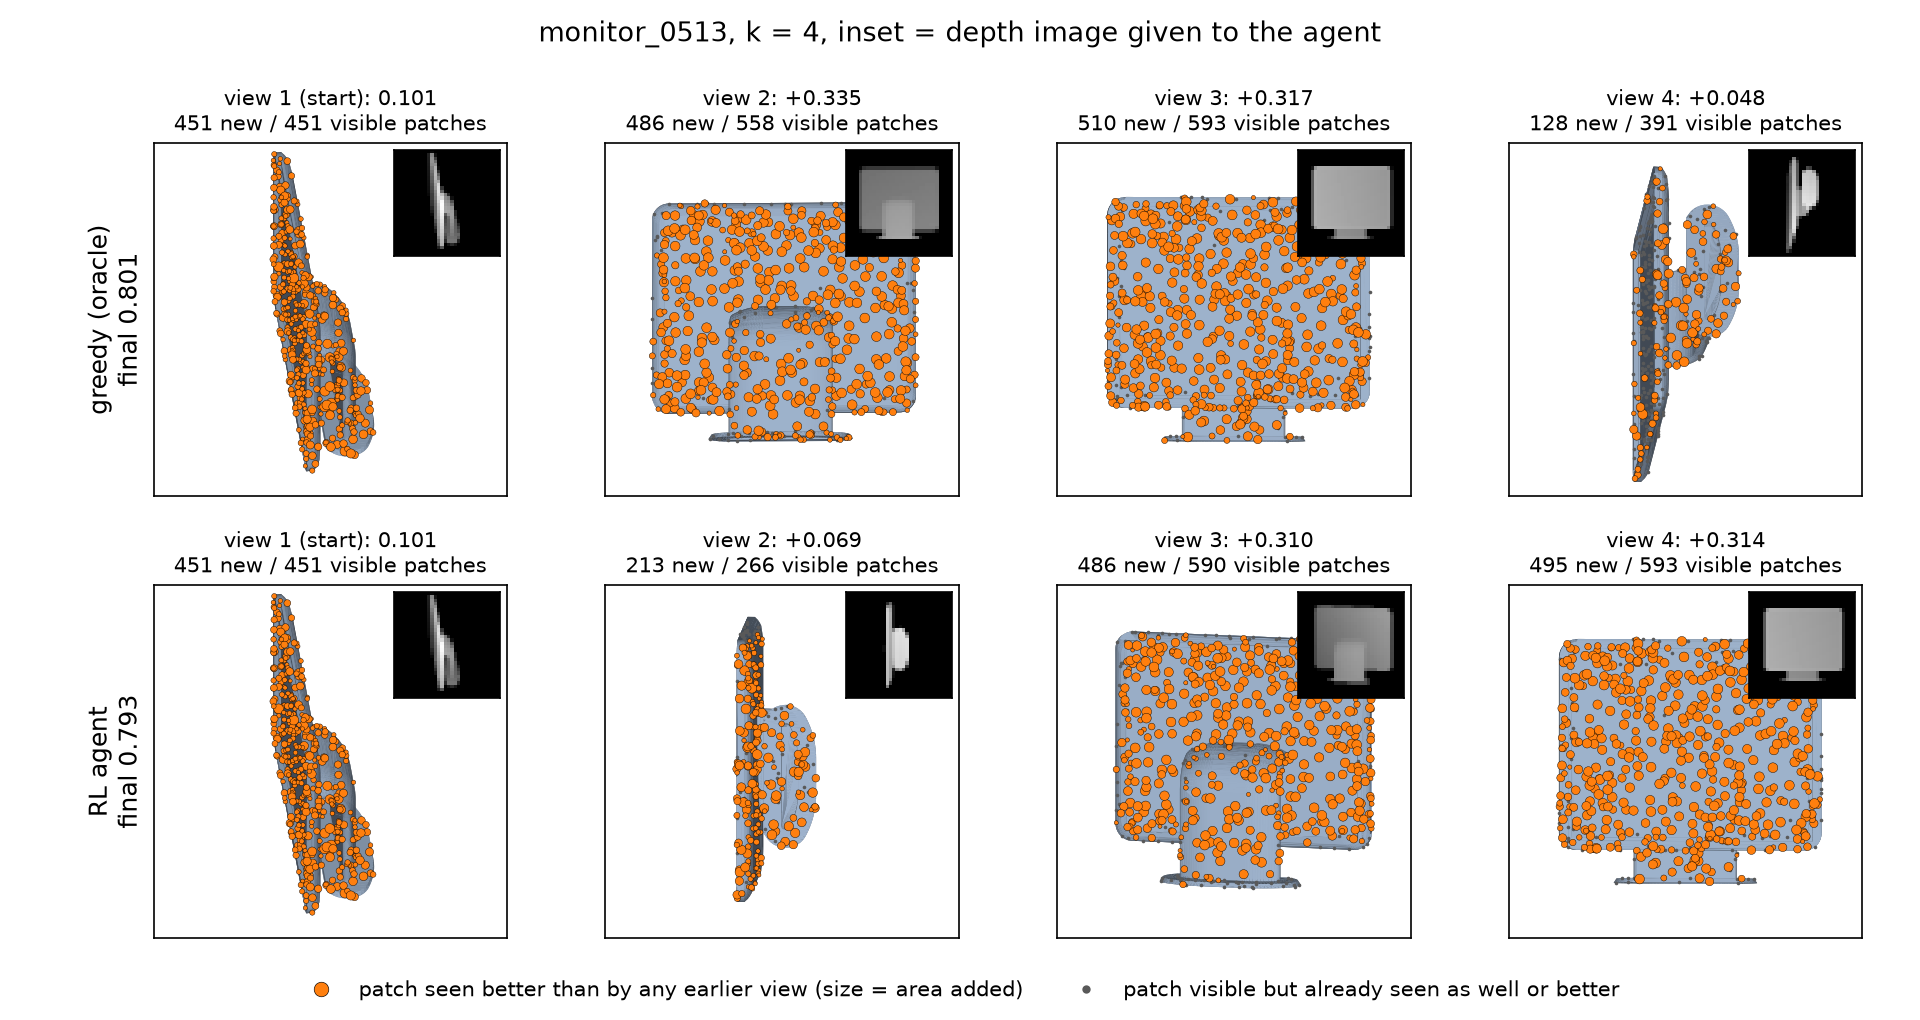 monitor_0513, k = 4, inset = depth image given to the agent
view 1 (start): 0.101
451 new / 451 visible patches
view 2: +0.335
486 new / 558 visible patches
view 3: +0.317
510 new / 593 visible patches
view 4: +0.048
128 new / 391 visible patches
greedy (oracle)
final 0.801
view 1 (start): 0.101
451 new / 451 visible patches
view 2: +0.069
213 new / 266 visible patches
view 3: +0.310
486 new / 590 visible patches
view 4: +0.314
495 new / 593 visible patches
RL agent
final 0.793
patch seen better than by any earlier view (size = area added)
patch visible but already seen as well or better